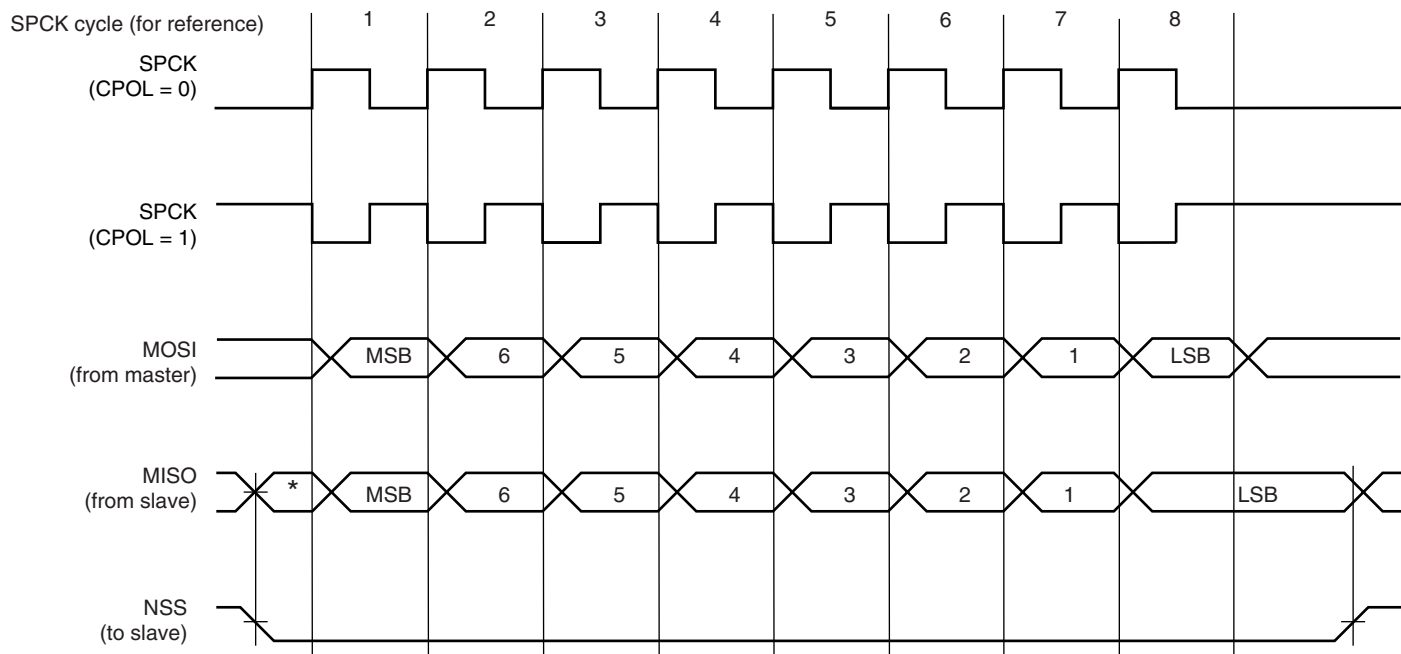 SPCK cycle (for reference) 1 2 3 4 5 6 7 8
SPCK
(CPOL = 0)
SPCK
(CPOL = 1)
MOSI
(from master)
MSB 6 5 4 3 2 1 LSB
MISO
(from slave)
* MSB 6 5 4 3 2 1 LSB
NSS
(to slave)